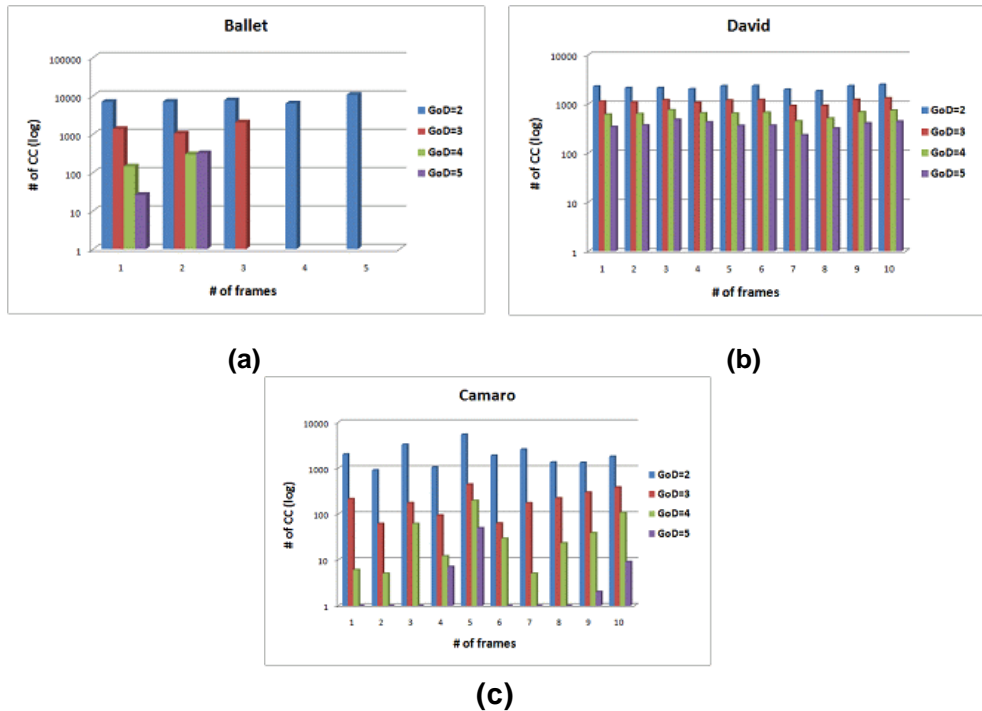 Ballet
# of CC (log)
100000
10000
1000
100
10
1
1 2 3 4 5
# of frames
GoD=2
GoD=3
GoD=4
GoD=5
(a)
David
# of CC (log)
10000
1000
100
10
1
1 2 3 4 5 6 7 8 9 10
# of frames
GoD=2
GoD=3
GoD=4
GoD=5
(b)
Camaro
# of CC (log)
10000
1000
100
10
1
1 2 3 4 5 6 7 8 9 10
# of frames
GoD=2
GoD=3
GoD=4
GoD=5
(c)